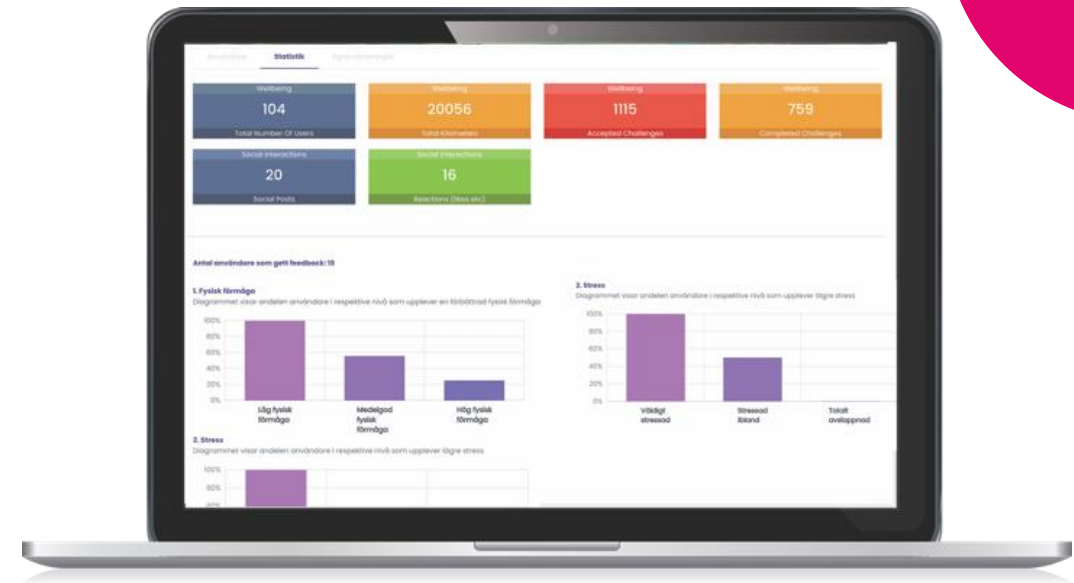 Statistik
Wellbeing
104
Total Number Of Users
Wellbeing
20056
Total Kilometers
Wellbeing
1115
Accepted Challenges
Wellbeing
759
Completed Challenges
Social Interactions
20
Social Posts
Social Interactions
16
Reactions (likes etc)
Antal användare som gett feedback: 15
1. Fysisk förmåga
Diagrammet visar andelen användare i respektive nivå som upplever en förbättrad fysisk förmåga
100%
80%
60%
40%
20%
0%
Låg fysisk
förmåga
Medelgod
fysisk
förmåga
Hög fysisk
förmåga
2. Stress
Diagrammet visar andelen användare i respektive nivå som upplever lägre stress
100%
80%
60%
40%
20%
0%
Väldigt
stressad
Stressad
ibland
Totalt
avslappnad
2. Stress
Diagrammet visar andelen användare i respektive nivå som upplever lägre stress
100%
80%
60%